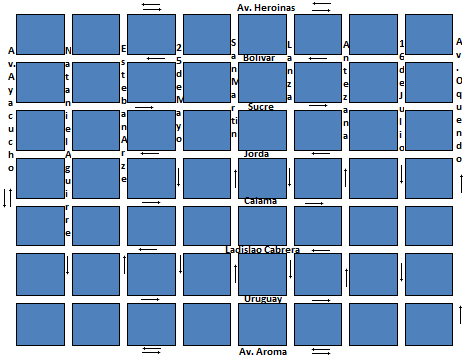 Av. Heroinas
Av. Ayacucho
Nataniel Aguirre
Esteban Arze
25 de Mayo
San Martin
Lanza
Antezana
16 de Julio
Av. Oquendo
Bolivar
Sucre
Jorda
Calama
Ladislao Cabrera
Uruguay
Av. Aroma